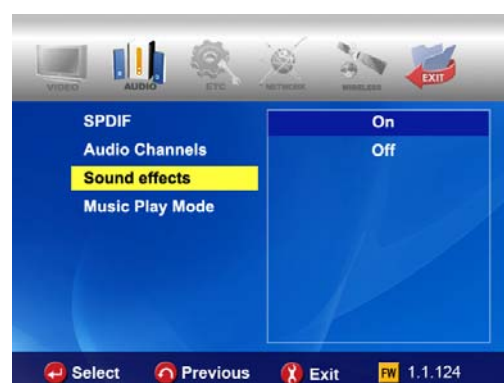 VIDEO AUDIO ETC NETWORK WIRELESS EXIT
SPDIF On
Audio Channels Off
Sound effects
Music Play Mode
Select Previous Exit FW 1.1.124